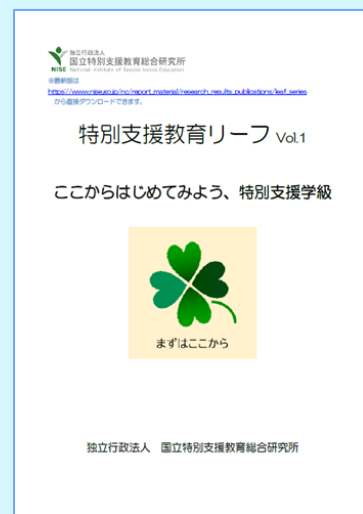 独立行政法人
国立特別支援教育総合研究所
NISE National Institute of Special Needs Education
※最新版は
https://www.nise.go.jp/nc/report_material/research_results_publications/leaf_series
から直接ダウンロードできます。
特別支援教育リーフ Vol.1
ここからはじめてみよう、特別支援学級
まずはここから
独立行政法人　国立特別支援教育総合研究所